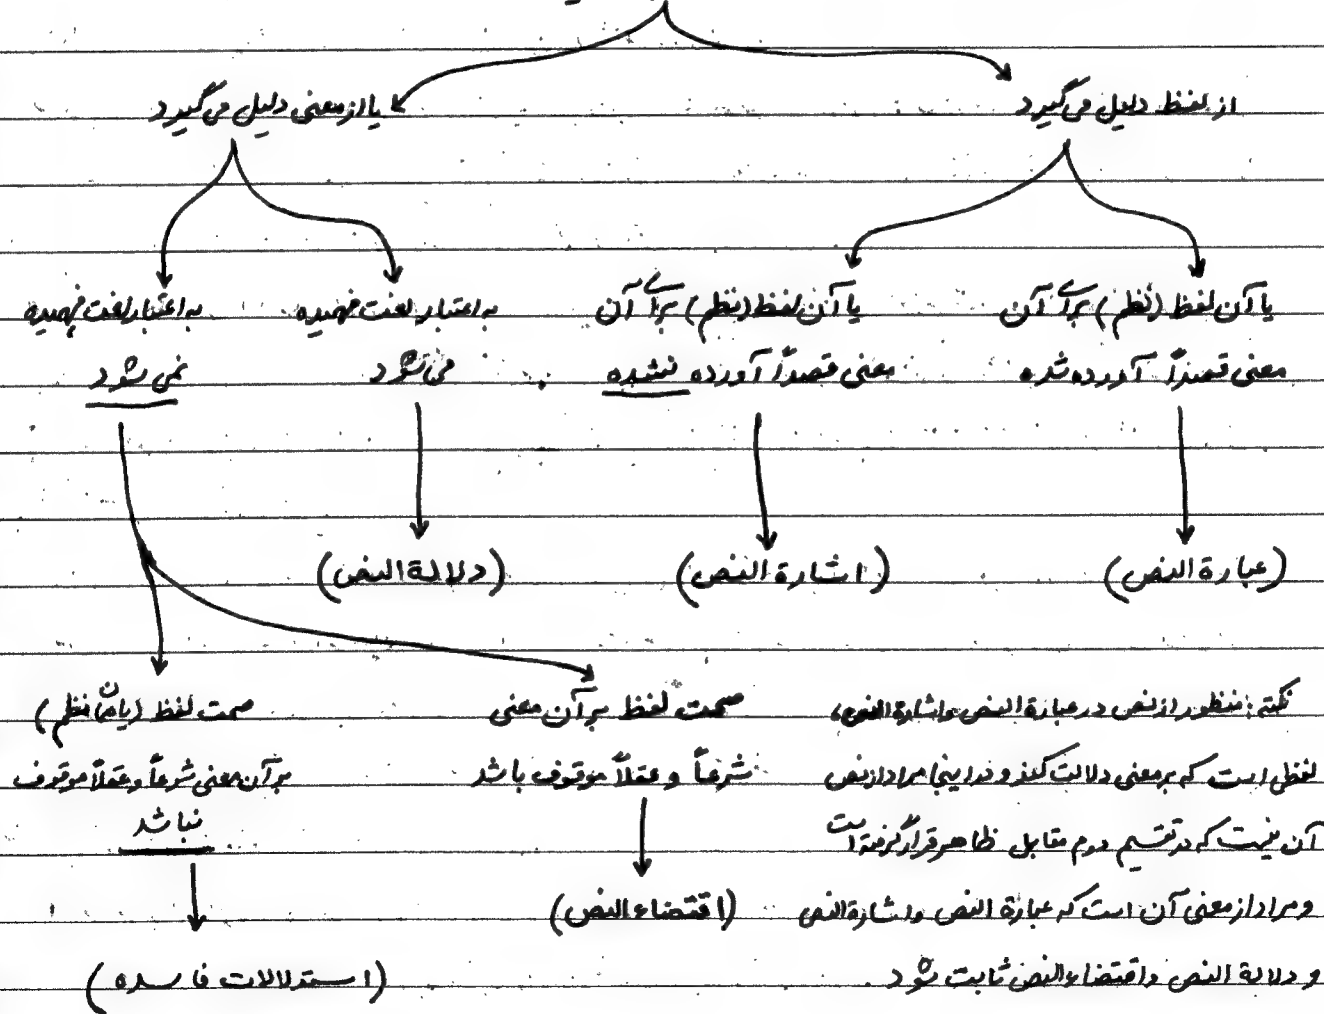 از لفظ دلیل می‌گیرد
یا از معنی دلیل می‌گیرد
یا آن لفظ (نظم) برای آن
معنی قصداً آورده شده
یا آن لفظ (نظم) برای آن
معنی قصداً آورده نشده
به اعتبار لغت فهمیده
می شود
به اعتبار لغت فهمیده
نمی شود
(عبارة النص)
(اشارة النص)
(دلالة النص)
صحت لفظ بر آن معنی
شرعاً و عقلاً موقوف باشد
(اقتضاء النص)
صحت لفظ (یا همان نظم)
بر آن معنی شرعاً و عقلاً موقوف
نباشد
(استدلالات فاسده)
نکته: منظور از نص در عبارة النص و اشارة النص،
لفظی است که بر معنی دلالت کند و در اینجا مراد از نص
آن نیست که در تقسیم دوم مقابل ظاهر قرار گرفته است
و مراد از معنی آن است که عبارة النص و اشارة النص
و دلالة النص و اقتضاء النص ثابت شود.